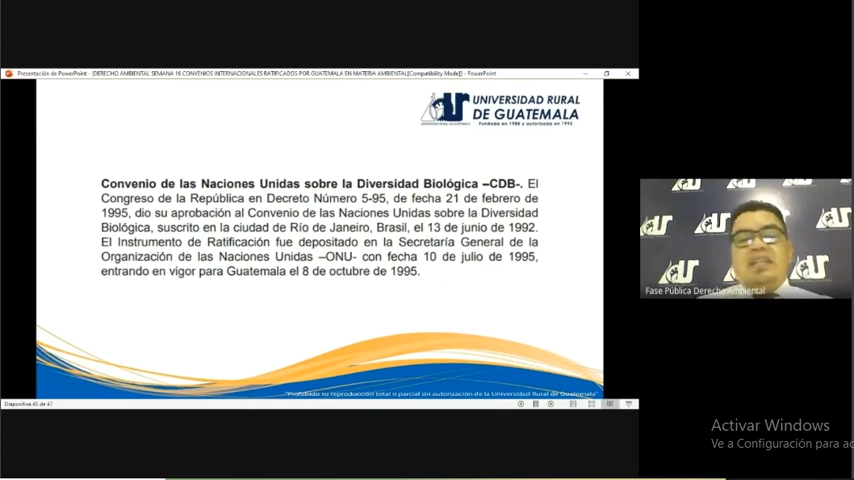 Presentación de PowerPoint - [DERECHO AMBIENTAL SEMANA 16 CONVENIOS INTERNACIONALES RATIFICADOS POR GUATEMALA EN MATERIA AMBIENTAL[Compatibility Mode]] - PowerPoint
UNIVERSIDAD RURAL
DE GUATEMALA
Fundada en 1988 y autorizada en 1995
Convenio de las Naciones Unidas sobre la Diversidad Biológica –CDB-. El
Congreso de la República en Decreto Número 5-95, de fecha 21 de febrero de
1995, dio su aprobación al Convenio de las Naciones Unidas sobre la Diversidad
Biológica, suscrito en la ciudad de Río de Janeiro, Brasil, el 13 de junio de 1992.
El Instrumento de Ratificación fue depositado en la Secretaría General de la
Organización de las Naciones Unidas –ONU- con fecha 10 de julio de 1995,
entrando en vigor para Guatemala el 8 de octubre de 1995.
"Prohibido su reproducción total o parcial sin autorización de la Universidad Rural de Guatemala"
Diapositiva 45 de 47
Fase Pública Derecho Ambiental
Activar Windows
Ve a Configuración para ac